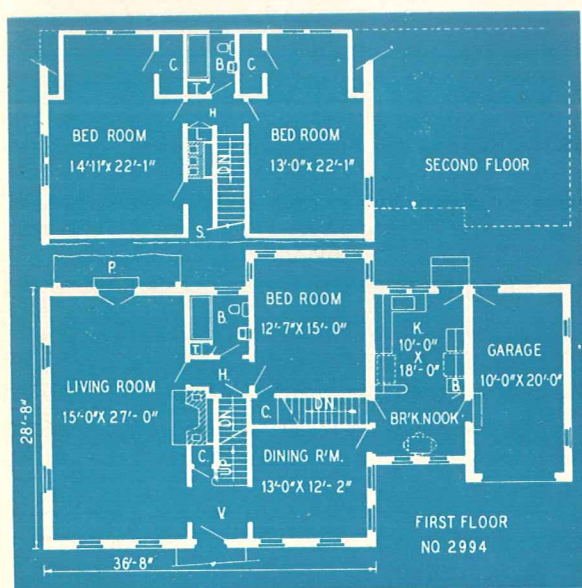 C.
B.
C.
T.
H.
BED ROOM
14'-11" X 22'-1"
L.
DN
BED ROOM
13'-0" X 22'-1"
SECOND FLOOR
S.
P.
B.
T.
BED ROOM
12'-7" X 15'-0"
K.
10'-0"
X
18'-0"
GARAGE
10'-0" X 20'-0"
LIVING ROOM
15'-0" X 27'-0"
28'-8"
H.
B.
C.
DN
DN
BR'K. NOOK
C.
UP
DINING R'M.
13'-0" X 12'-2"
V.
FIRST FLOOR
NO. 2994
36'-8"